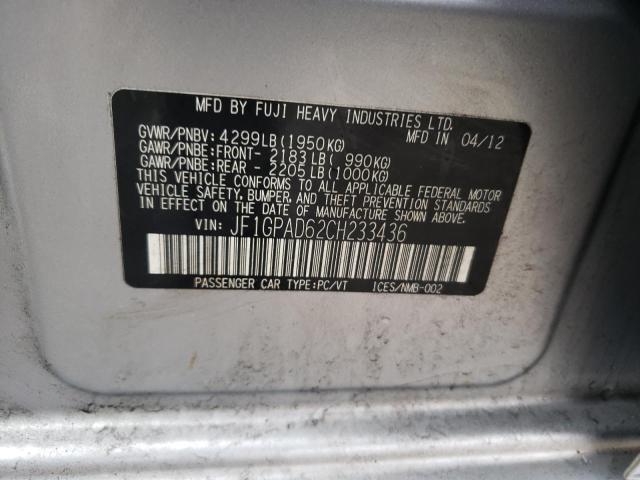 MFD BY FUJI HEAVY INDUSTRIES LTD.
MFD IN 04/12
GVWR/PNBV: 4299LB(1950KG)
GAWR/PNBE:FRONT- 2183LB( 990KG)
GAWR/PNBE:REAR - 2205LB(1000KG)
THIS VEHICLE CONFORMS TO ALL APPLICABLE FEDERAL MOTOR
VEHICLE SAFETY, BUMPER, AND THEFT PREVENTION STANDARDS
IN EFFECT ON THE DATE OF MANUFACTURE SHOWN ABOVE.
VIN: JF1GPAD62CH233436
PASSENGER CAR TYPE:PC/VT ICES/NMB-002